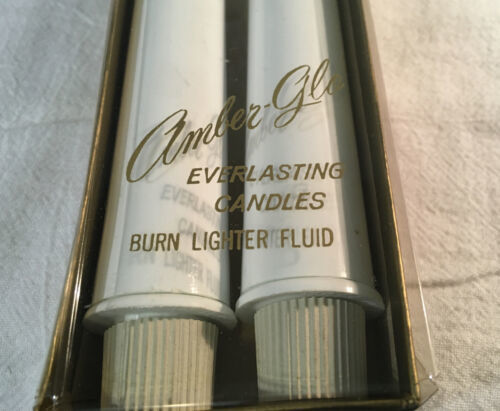 Amber-Glo
EVERLASTING
CANDLES
BURN LIGHTER FLUID